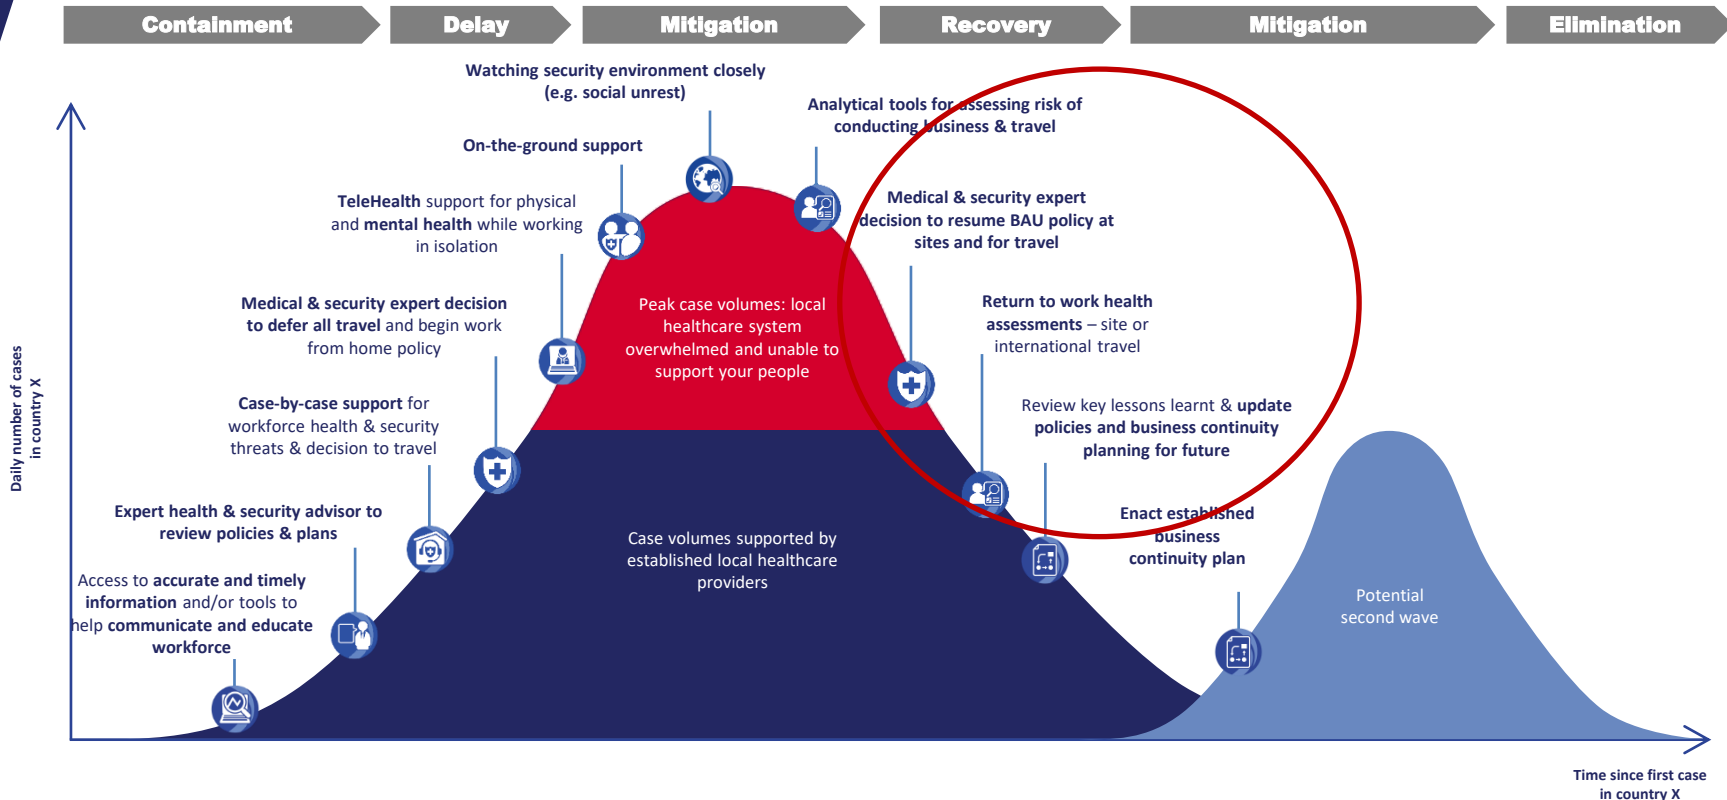 Containment
Delay
Mitigation
Recovery
Mitigation
Elimination
Watching security environment closely
(e.g. social unrest)
Analytical tools for assessing risk of
conducting business & travel
On-the-ground support
TeleHealth support for physical
and mental health while working
in isolation
Medical & security expert
decision to resume BAU policy at
sites and for travel
Medical & security expert decision
to defer all travel and begin work
from home policy
Peak case volumes: local
healthcare system
overwhelmed and unable to
support your people
Return to work health
assessments – site or
international travel
Case-by-case support for
workforce health & security
threats & decision to travel
Review key lessons learnt & update
policies and business continuity
planning for future
Expert health & security advisor to
review policies & plans
Case volumes supported by
established local healthcare
providers
Enact established
business
continuity plan
Access to accurate and timely
information and/or tools to
help communicate and educate
workforce
Potential
second wave
Daily number of cases
in country X
Time since first case
in country X